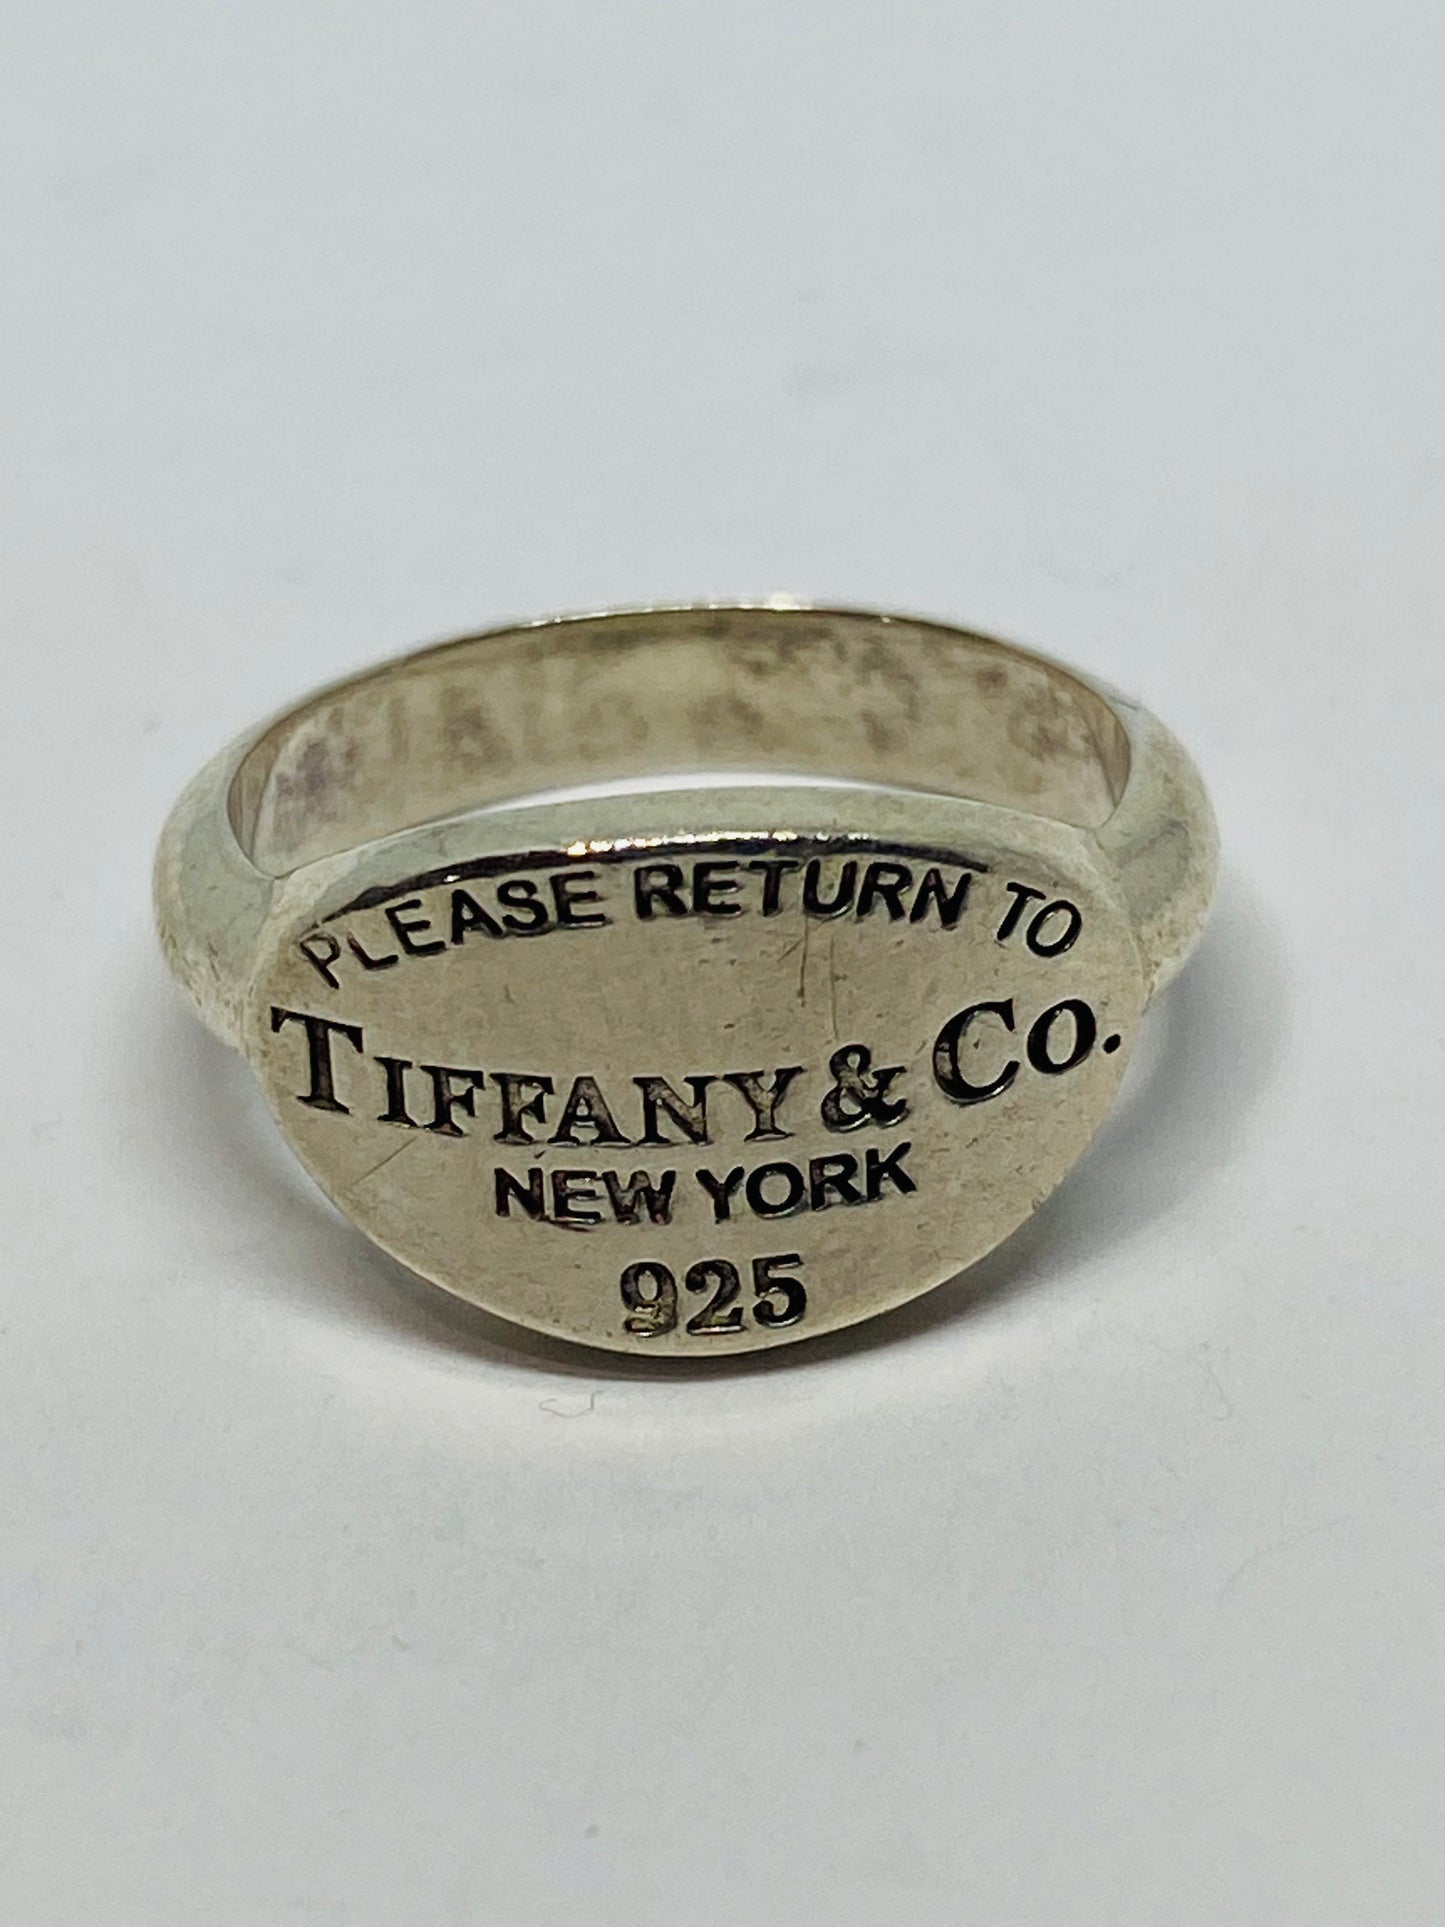 PLEASE RETURN TO
TIFFANY & CO.
NEW YORK
925